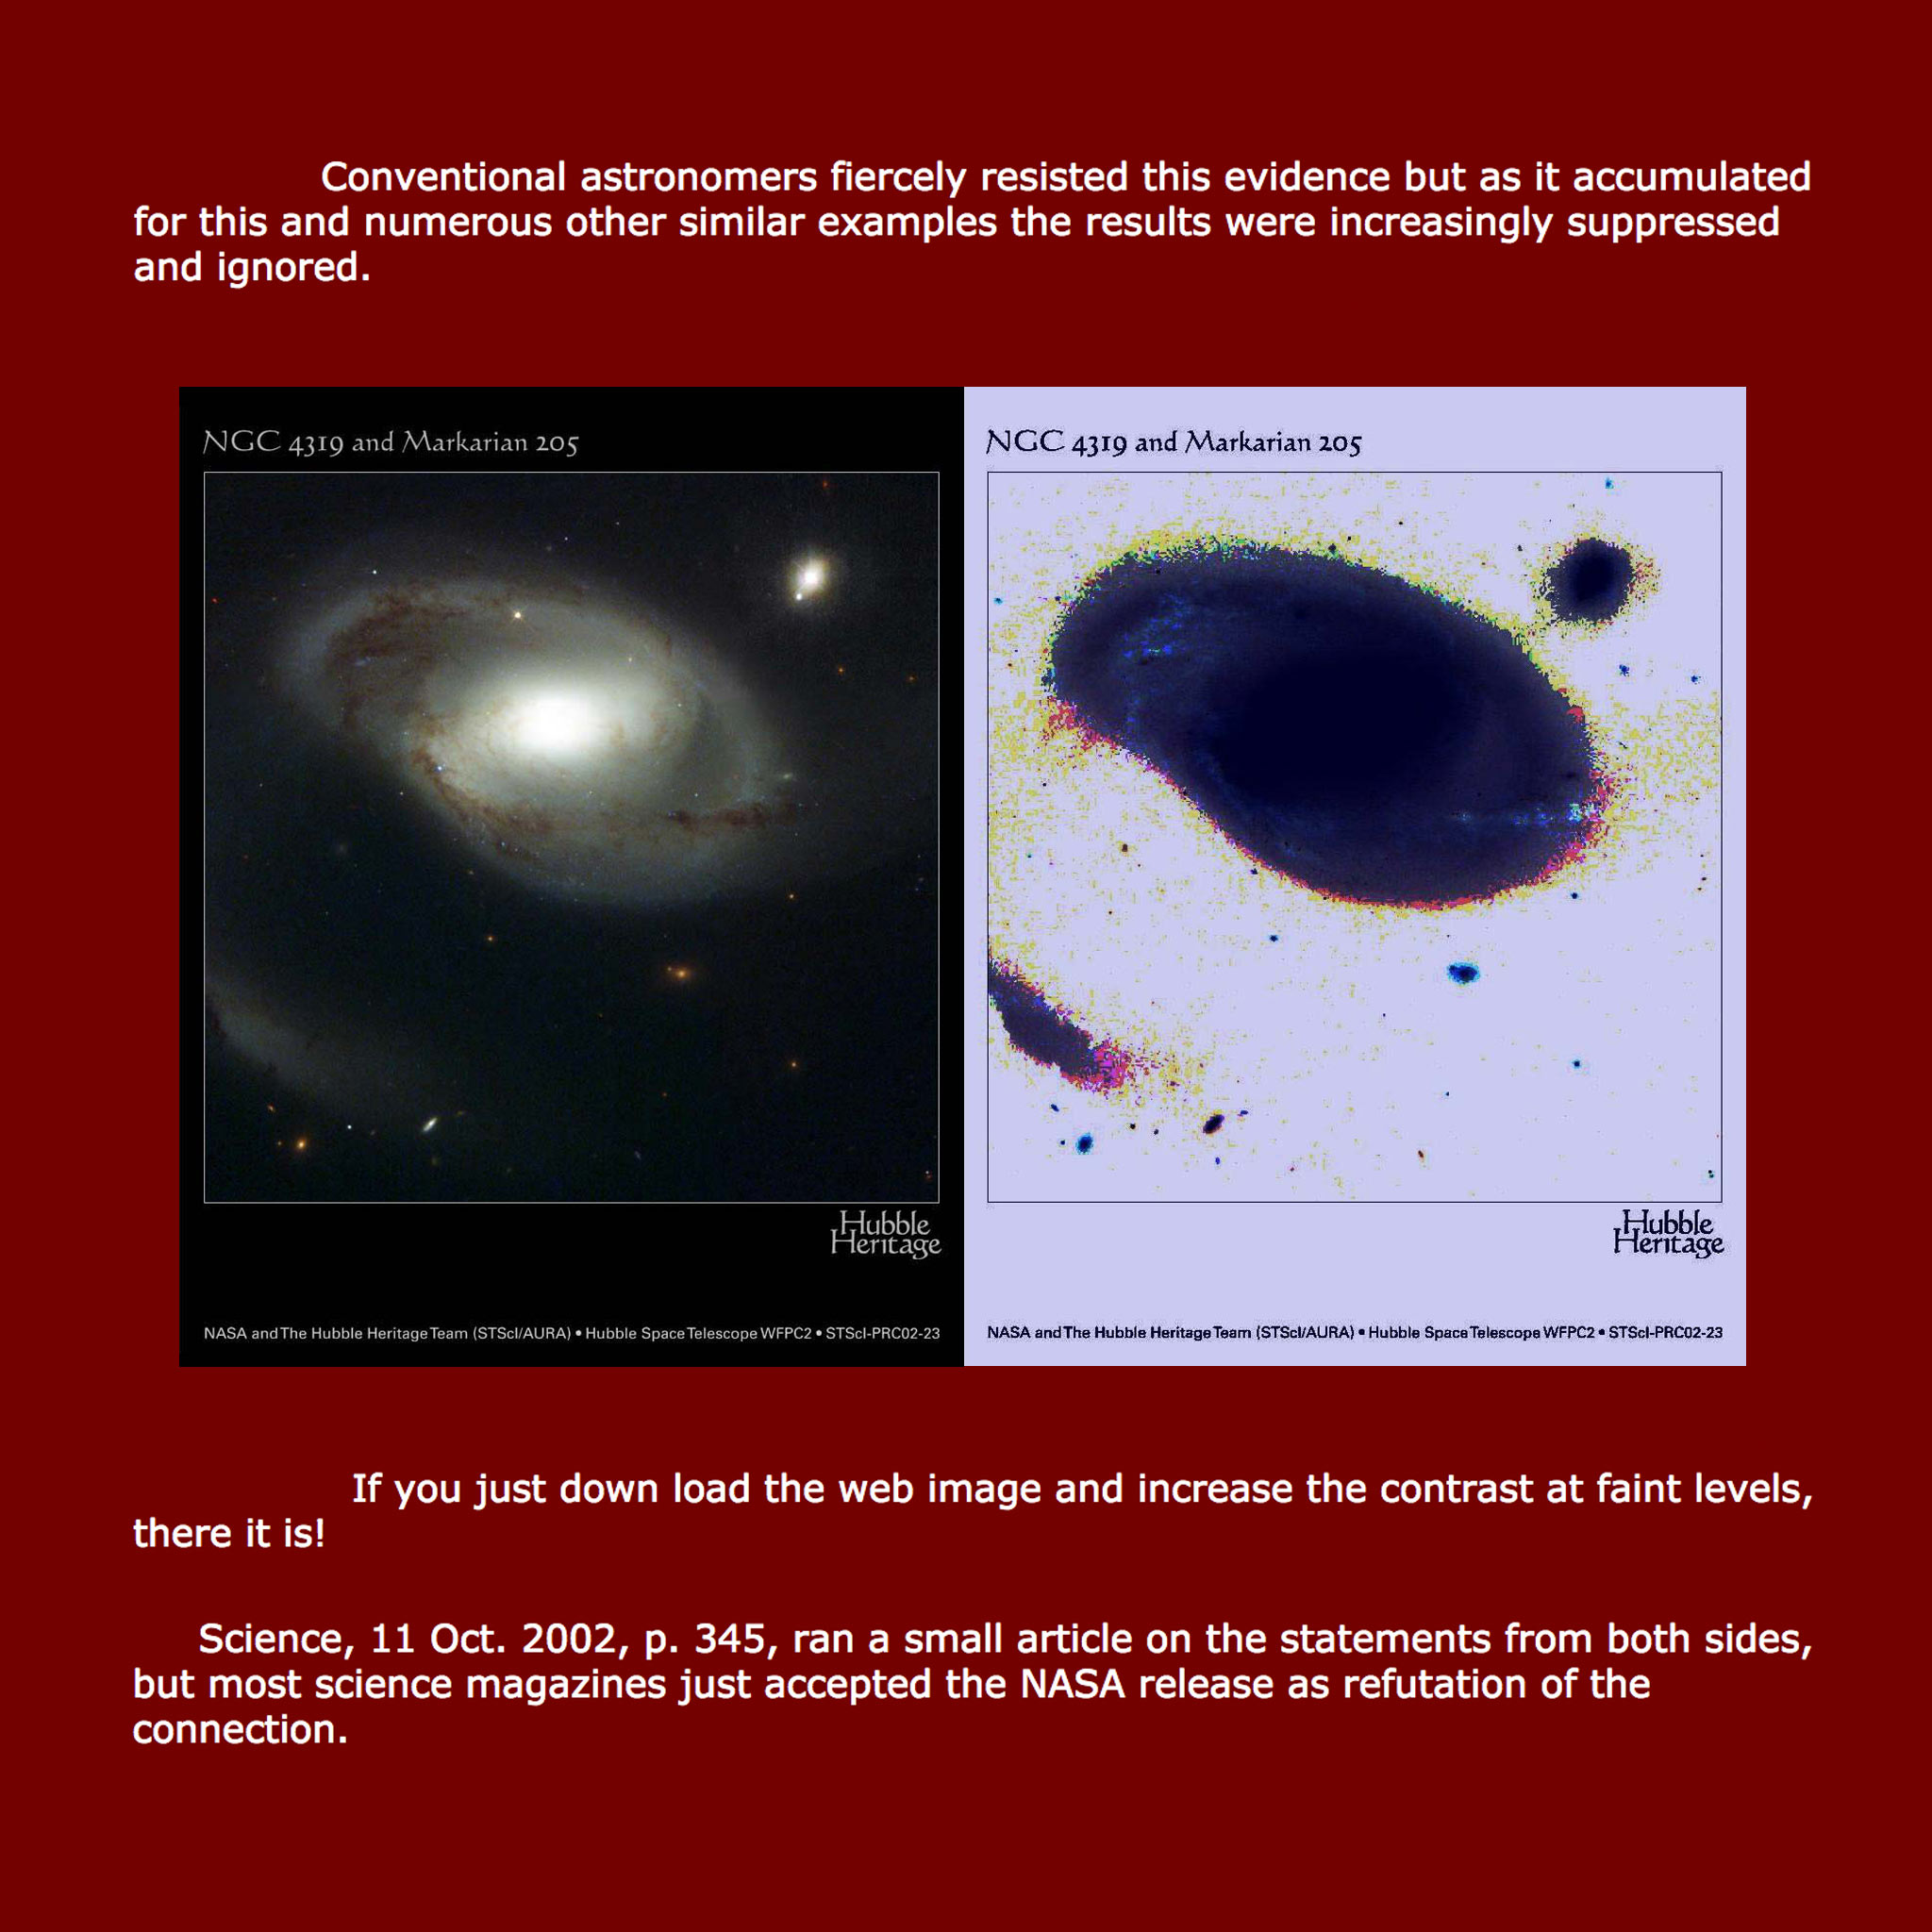 Conventional astronomers fiercely resisted this evidence but as it accumulated
for this and numerous other similar examples the results were increasingly suppressed
and ignored.
NGC 4319 and Markarian 205
Hubble
Heritage
NASA and The Hubble Heritage Team (STScI/AURA) • Hubble Space Telescope WFPC2 • STScI-PRC02-23
NGC 4319 and Markarian 205
Hubble
Heritage
NASA and The Hubble Heritage Team (STScI/AURA) • Hubble Space Telescope WFPC2 • STScI-PRC02-23
If you just down load the web image and increase the contrast at faint levels,
there it is!
Science, 11 Oct. 2002, p. 345, ran a small article on the statements from both sides,
but most science magazines just accepted the NASA release as refutation of the
connection.